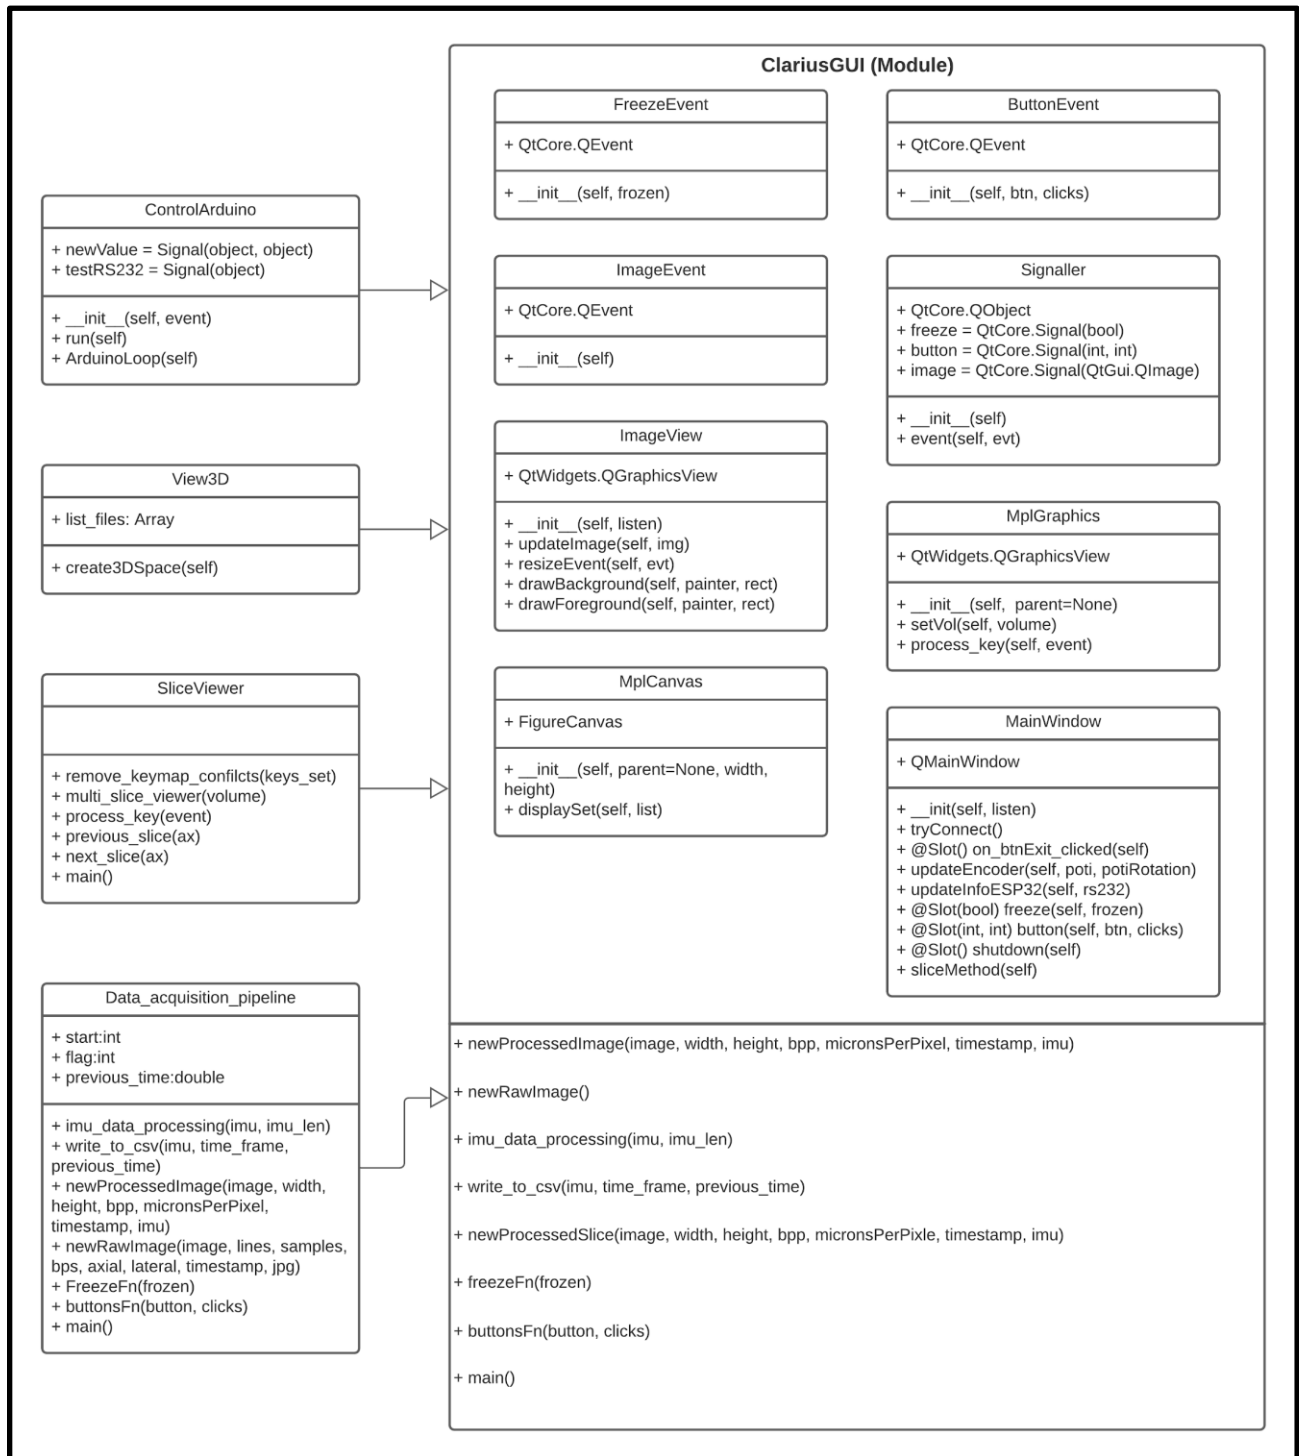 ClariusGUI (Module)
FreezeEvent
+ QtCore.QEvent
+ __init__(self, frozen)
ButtonEvent
+ QtCore.QEvent
+ __init__(self, btn, clicks)
ControlArduino
+ newValue = Signal(object, object)
+ testRS232 = Signal(object)
+ __init__(self, event)
+ run(self)
+ ArduinoLoop(self)
ImageEvent
+ QtCore.QEvent
+ __init__(self)
Signaller
+ QtCore.QObject
+ freeze = QtCore.Signal(bool)
+ button = QtCore.Signal(int, int)
+ image = QtCore.Signal(QtGui.QImage)
+ __init__(self)
+ event(self, evt)
View3D
+ list_files: Array
+ create3DSpace(self)
ImageView
+ QtWidgets.QGraphicsView
+ __init__(self, listen)
+ updateImage(self, img)
+ resizeEvent(self, evt)
+ drawBackground(self, painter, rect)
+ drawForeground(self, painter, rect)
MplGraphics
+ QtWidgets.QGraphicsView
+ __init__(self,  parent=None)
+ setVol(self, volume)
+ process_key(self, event)
SliceViewer
+ remove_keymap_confilcts(keys_set)
+ multi_slice_viewer(volume)
+ process_key(event)
+ previous_slice(ax)
+ next_slice(ax)
+ main()
MplCanvas
+ FigureCanvas
+ __init__(self, parent=None, width,
height)
+ displaySet(self, list)
MainWindow
+ QMainWindow
+ __init(self, listen)
+ tryConnect()
+ @Slot() on_btnExit_clicked(self)
+ updateEncoder(self, poti, potiRotation)
+ updateInfoESP32(self, rs232)
+ @Slot(bool) freeze(self, frozen)
+ @Slot(int, int) button(self, btn, clicks)
+ @Slot() shutdown(self)
+ sliceMethod(self)
Data_acquisition_pipeline
+ start:int
+ flag:int
+ previous_time:double
+ imu_data_processing(imu, imu_len)
+ write_to_csv(imu, time_frame,
previous_time)
+ newProcessedImage(image, width,
height, bpp, micronsPerPixel,
timestamp, imu)
+ newRawImage(image, lines, samples,
bps, axial, lateral, timestamp, jpg)
+ FreezeFn(frozen)
+ buttonsFn(button, clicks)
+ main()
+ newProcessedImage(image, width, height, bpp, micronsPerPixel, timestamp, imu)
+ newRawImage()
+ imu_data_processing(imu, imu_len)
+ write_to_csv(imu, time_frame, previous_time)
+ newProcessedSlice(image, width, height, bpp, micronsPerPixle, timestamp, imu)
+ freezeFn(frozen)
+ buttonsFn(button, clicks)
+ main()